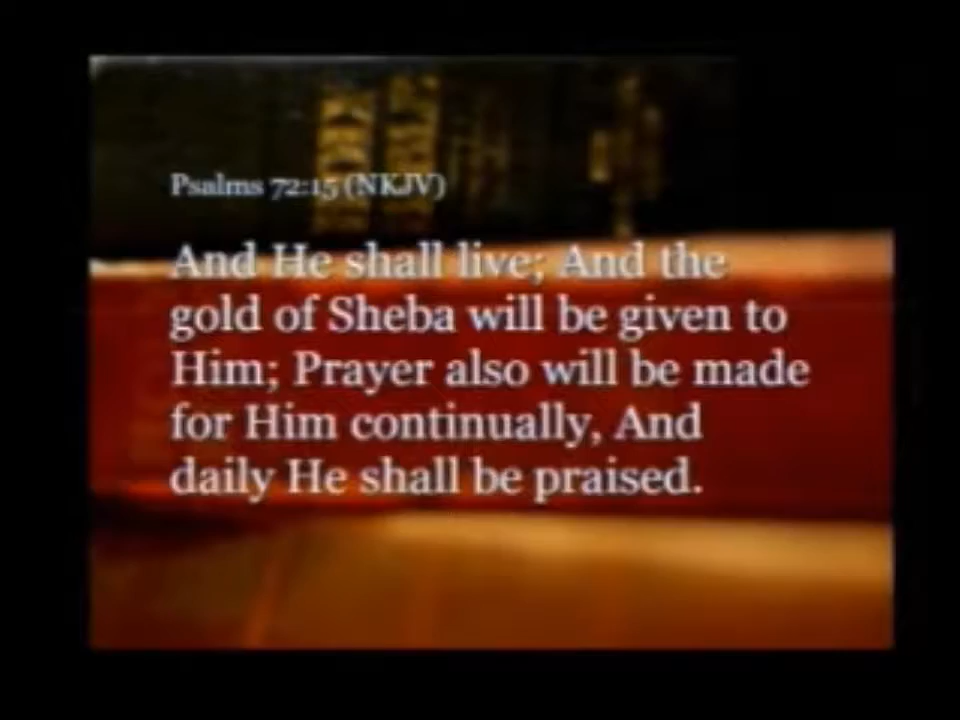 Psalms 72:15 (NKJV)
And He shall live; And the
gold of Sheba will be given to
Him; Prayer also will be made
for Him continually, And
daily He shall be praised.